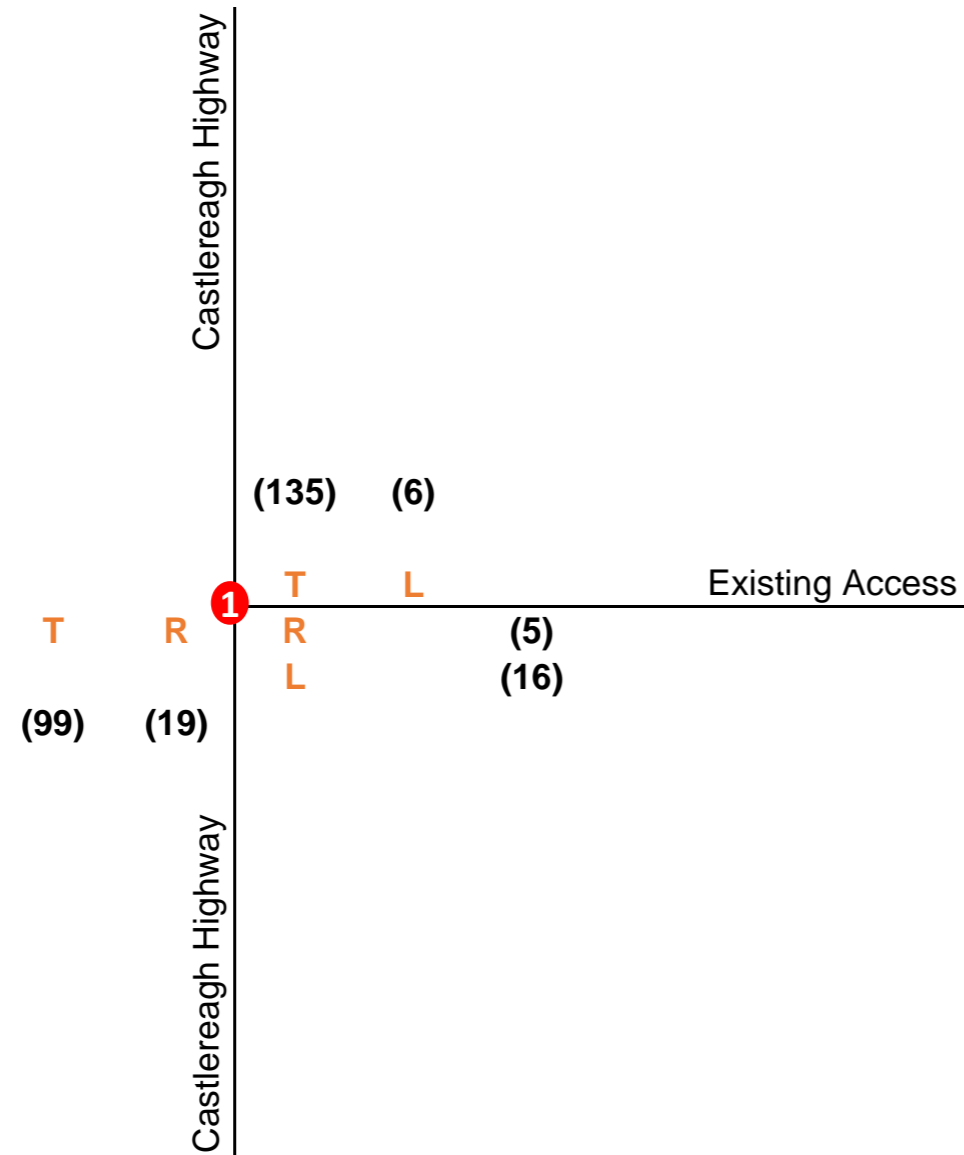 Castlereagh Highway
(135) (6)
T L Existing Access
1
T R R (5)
L (16)
(99) (19)
Castlereagh Highway